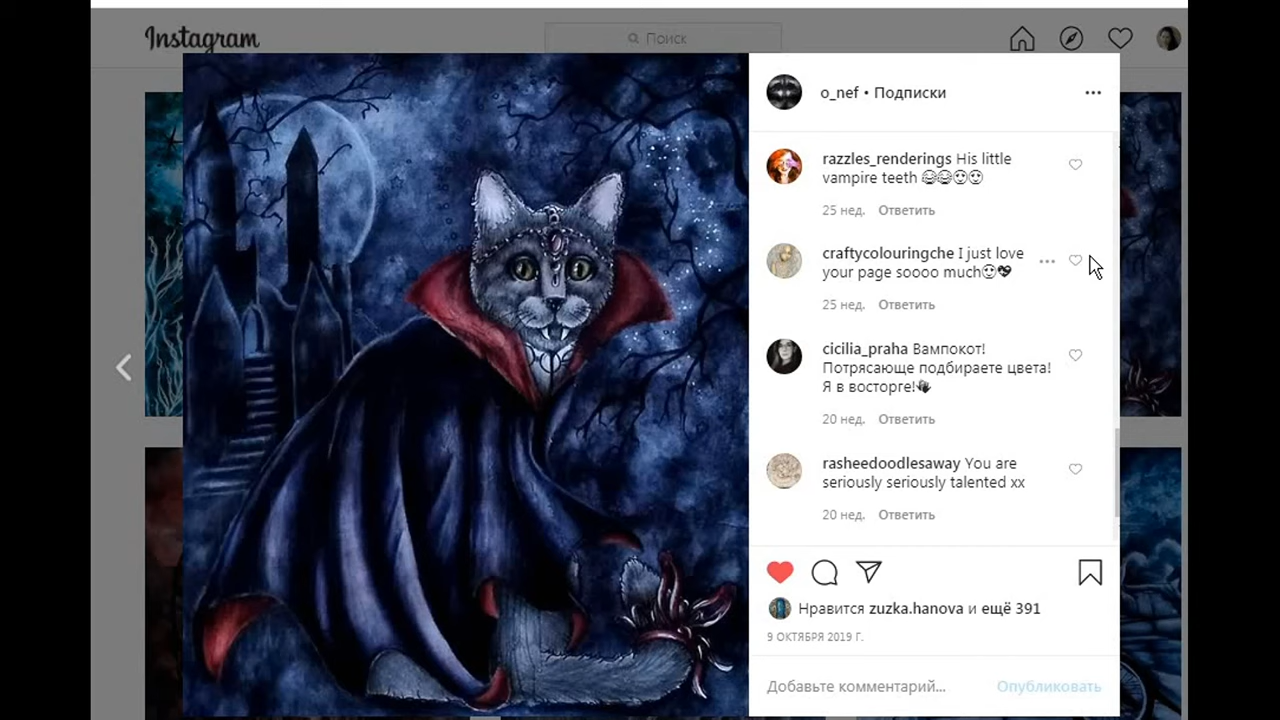 Instagram
Поиск
o_nef • Подписки
razzles_renderings His little
vampire teeth 😂😂🙂🙂
25 нед. Ответить
craftycolouringche I just love
your page soooo much🙂💖
25 нед. Ответить
cicilia_praha Вампокот!
Потрясающе подбираете цвета!
Я в восторге!👏
20 нед. Ответить
rasheedoodlesaway You are
seriously seriously talented xx
20 нед. Ответить
Нравится zuzka.hanova и ещё 391
9 ОКТЯБРЯ 2019 Г.
Добавьте комментарий... Опубликовать